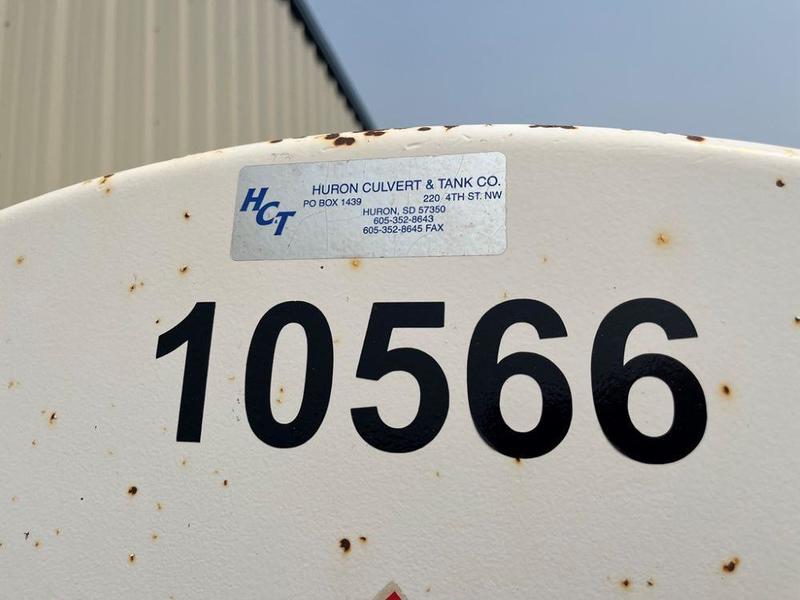 HCT
HURON CULVERT & TANK CO.
PO BOX 1439 220 4TH ST. NW
HURON, SD 57350
605-352-8643
605-352-8645 FAX
10566